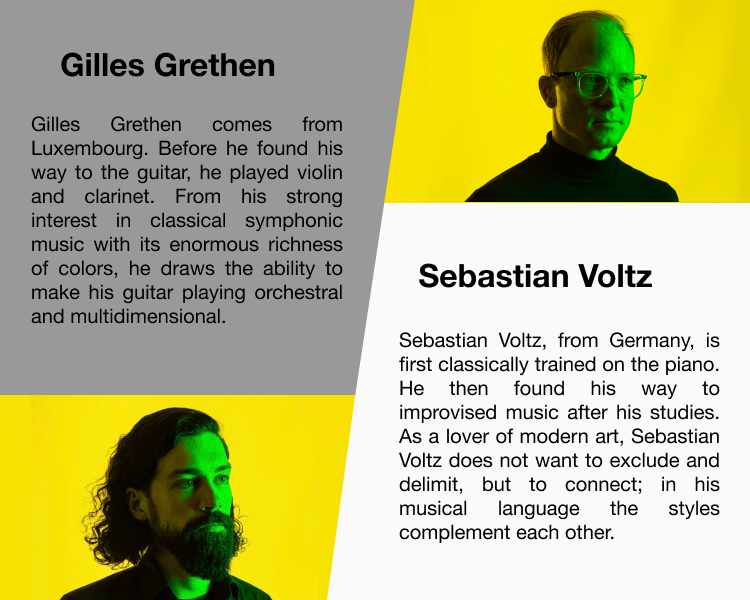 Gilles Grethen
Gilles Grethen comes from
Luxembourg. Before he found his
way to the guitar, he played violin
and clarinet. From his strong
interest in classical symphonic
music with its enormous richness
of colors, he draws the ability to
make his guitar playing orchestral
and multidimensional.
Sebastian Voltz
Sebastian Voltz, from Germany, is
first classically trained on the piano.
He then found his way to
improvised music after his studies.
As a lover of modern art, Sebastian
Voltz does not want to exclude and
delimit, but to connect; in his
musical language the styles
complement each other.